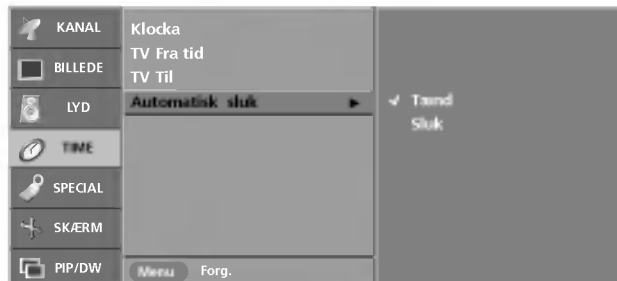 KANAL
BILLEDE
LYD
TIME
SPECIAL
SKÆRM
PIP/DW
Klocka
TV Fra tid
TV Til
Automatisk sluk
Menu Forg.
Tænd
Sluk